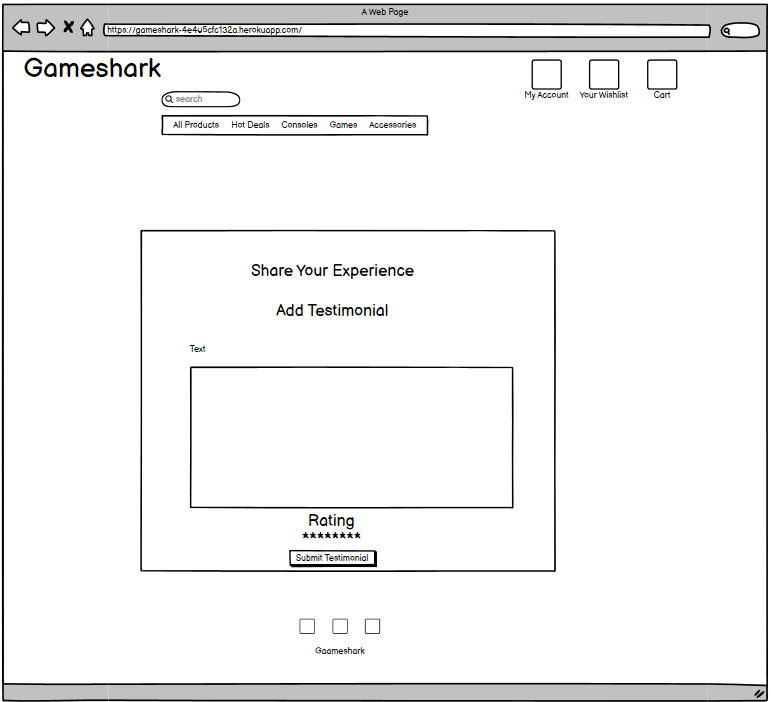 A Web Page
https://gameshark-4e4u5cfc132a.herokuapp.com/
Gameshark
My Account Your Wishlist Cart
search
All Products Hot Deals Consoles Games Accessories
Share Your Experience
Add Testimonial
Text
Rating
********
Submit Testimonial
Gaameshark